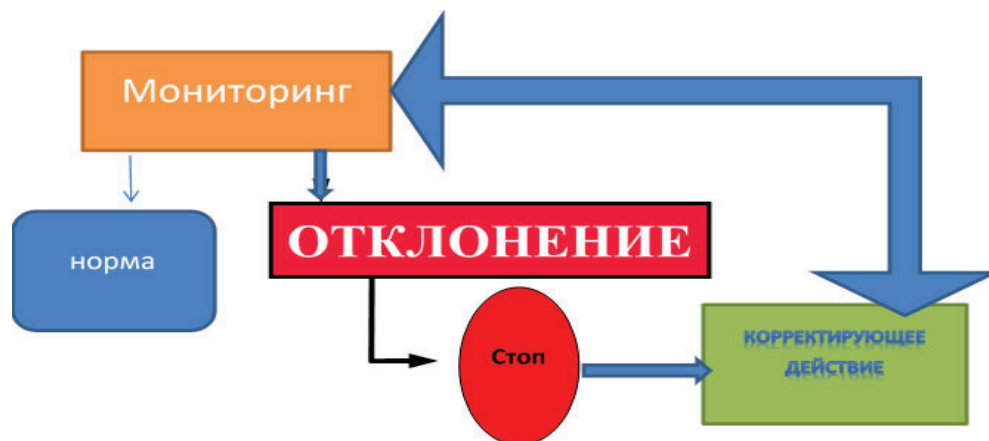 Мониторинг
норма
ОТКЛОНЕНИЕ
Стоп
КОРРЕКТИРУЮЩЕЕ
ДЕЙСТВИЕ